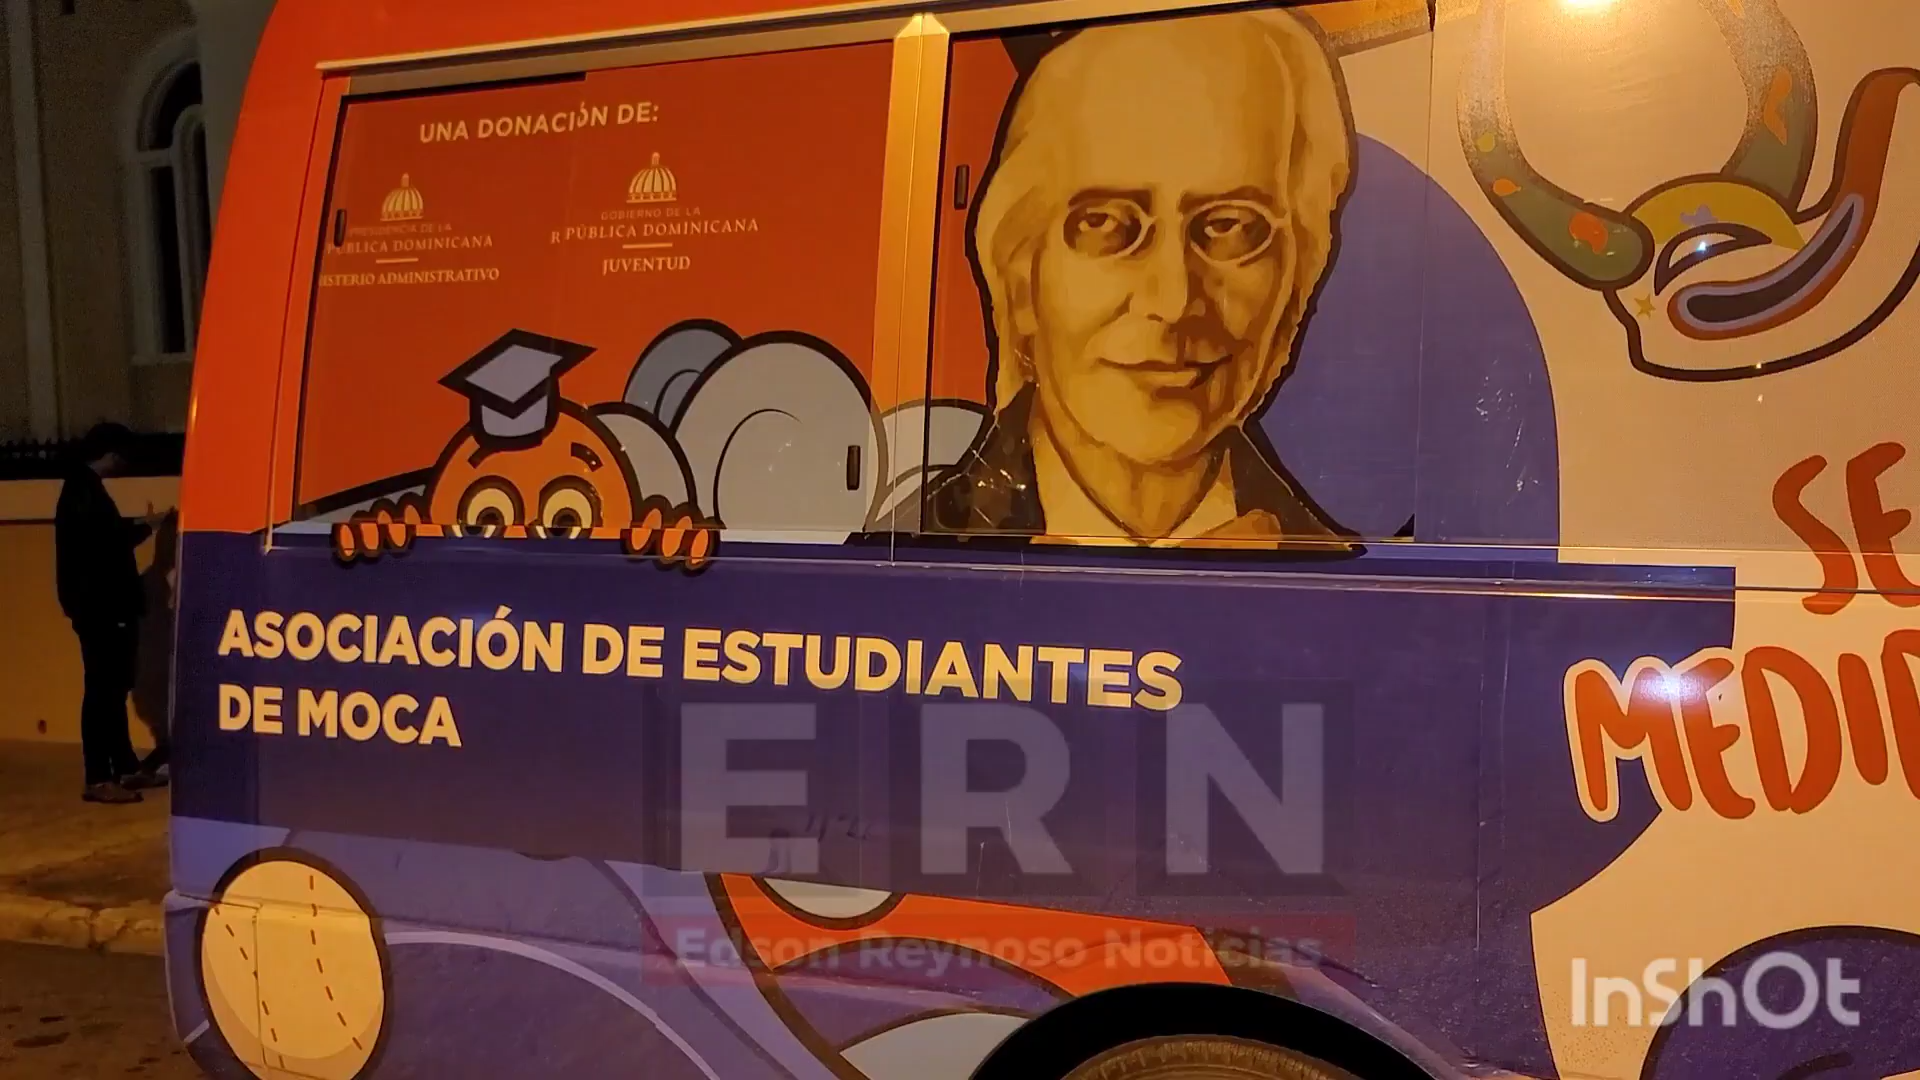 UNA DONACIÓN DE:
PRESIDENCIA DE LA
PÚBLICA DOMINICANA
ISTERIO ADMINISTRATIVO
GOBIERNO DE LA
R PÚBLICA DOMINICANA
JUVENTUD
ASOCIACIÓN DE ESTUDIANTES
DE MOCA
SE
MEDI
ERN
Edson Reynoso Noticias
InShOt